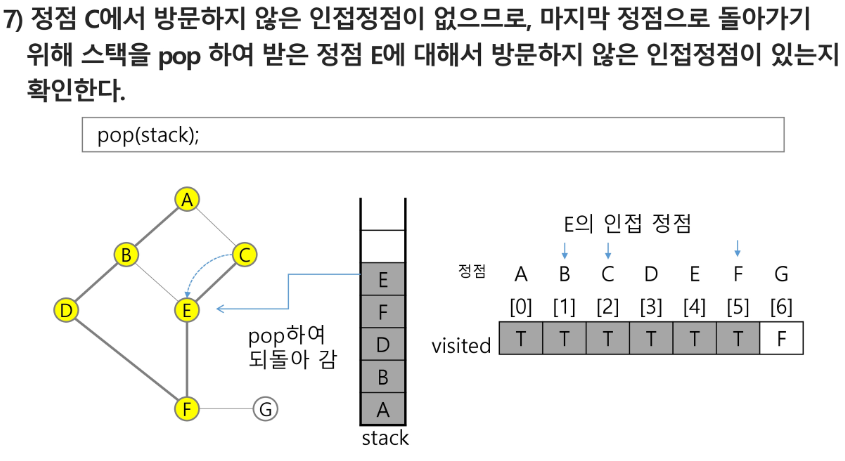 7) 정점 C에서 방문하지 않은 인접정점이 없으므로, 마지막 정점으로 돌아가기
위해 스택을 pop 하여 받은 정점 E에 대해서 방문하지 않은 인접정점이 있는지
확인한다.
pop(stack);
A
B
C
D
E
F
G
pop하여
되돌아 감
E
F
D
B
A
stack
E의 인접 정점
정점 A B C D E F G
[0] [1] [2] [3] [4] [5] [6]
visited T T T T T T F